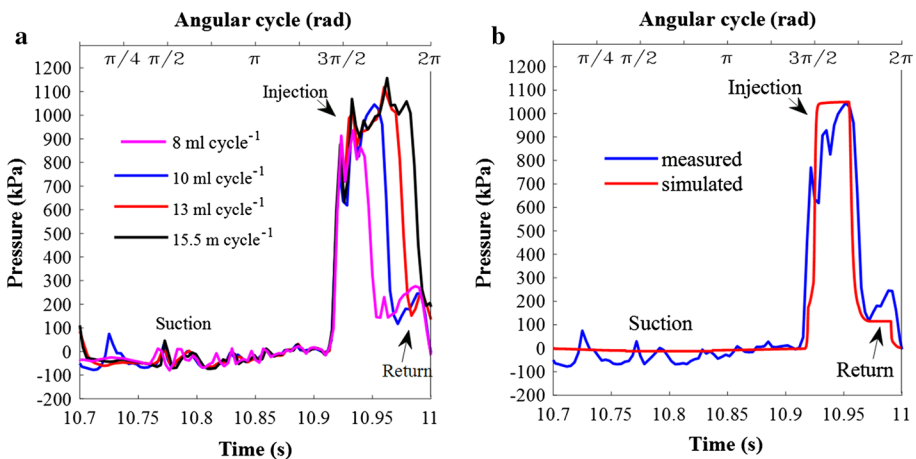 a
Angular cycle (rad)
π/4 π/2 π 3π/2 2π
1200
1100
1000
900
800
700
600
500
400
300
200
100
0
-100
-200
Pressure (kPa)
Injection
8 ml cycle⁻¹
10 ml cycle⁻¹
13 ml cycle⁻¹
15.5 m cycle⁻¹
Suction
Return
10.7 10.75 10.8 10.85 10.9 10.95 11
Time (s)
b
Angular cycle (rad)
π/4 π/2 π 3π/2 2π
1200
1100
1000
900
800
700
600
500
400
300
200
100
0
-100
-200
Pressure (kPa)
Injection
measured
simulated
Suction
Return
10.7 10.75 10.8 10.85 10.9 10.95 11
Time (s)